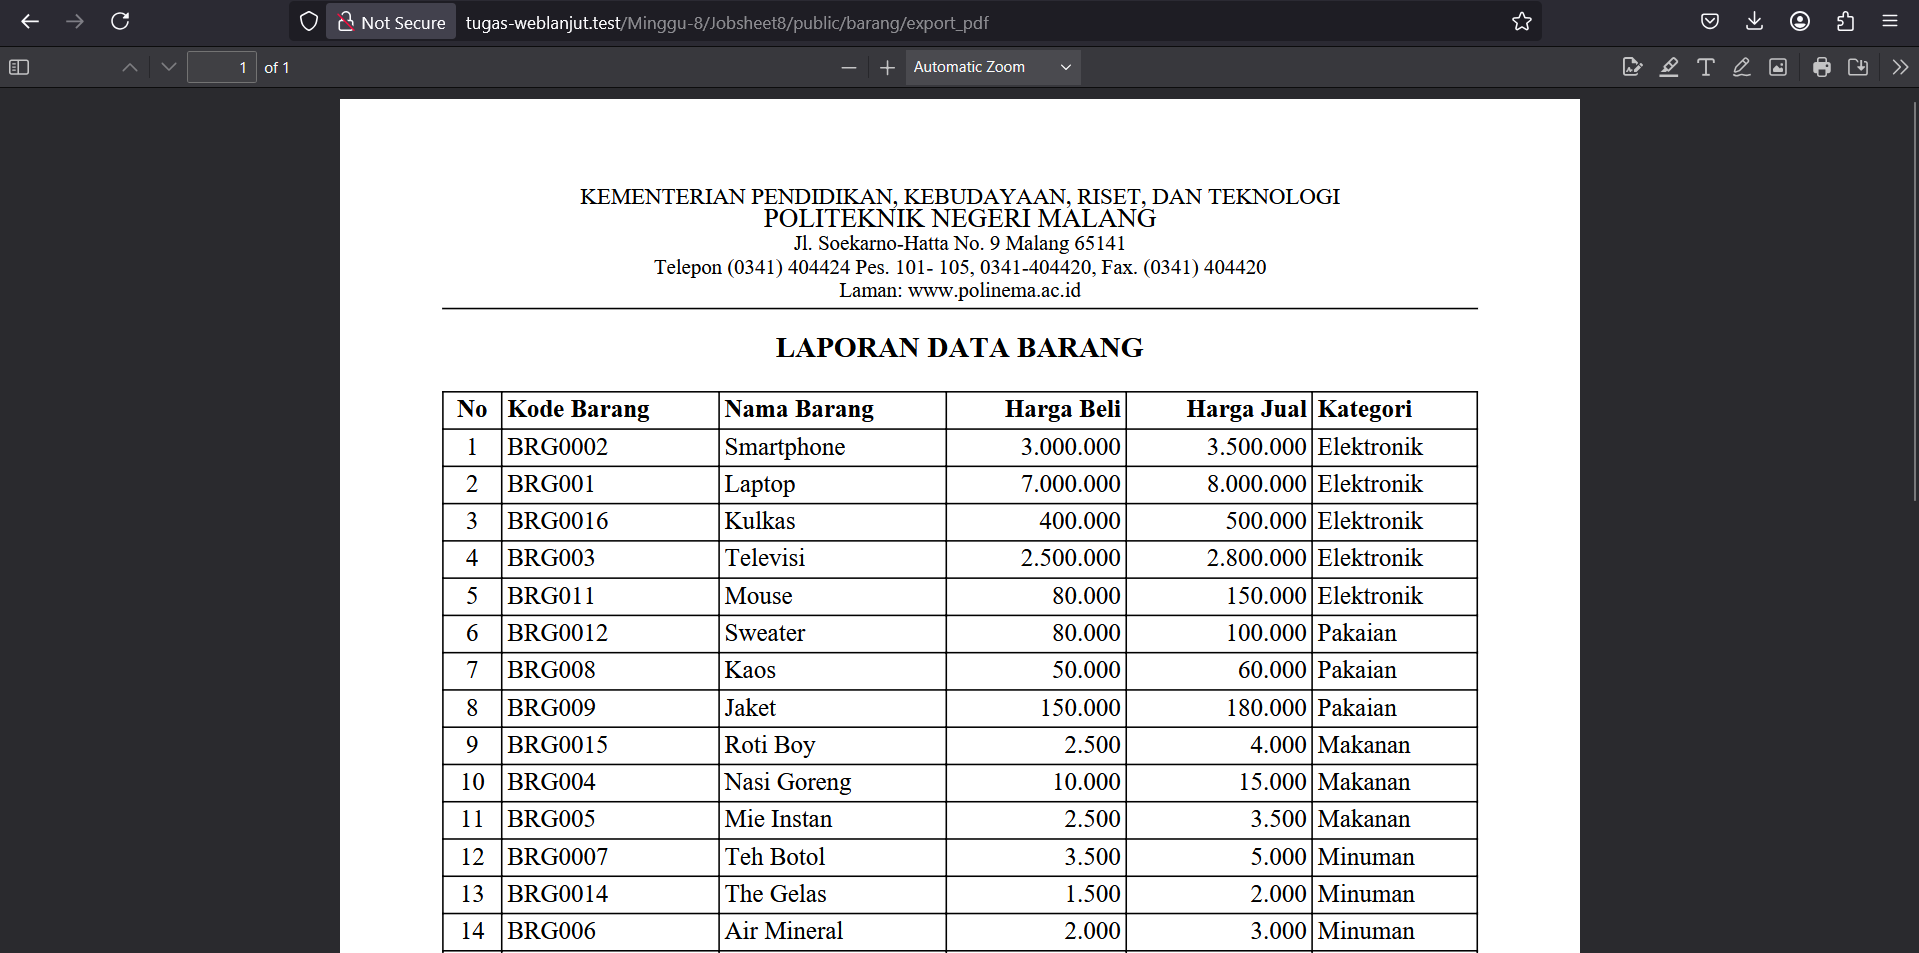 Not Secure tugas-weblanjut.test/Minggu-8/Jobsheet8/public/barang/export_pdf
1 of 1 Automatic Zoom
KEMENTERIAN PENDIDIKAN, KEBUDAYAAN, RISET, DAN TEKNOLOGI
POLITEKNIK NEGERI MALANG
Jl. Soekarno-Hatta No. 9 Malang 65141
Telepon (0341) 404424 Pes. 101- 105, 0341-404420, Fax. (0341) 404420
Laman: www.polinema.ac.id
LAPORAN DATA BARANG
No Kode Barang Nama Barang Harga Beli Harga Jual Kategori
1 BRG0002 Smartphone 3.000.000 3.500.000 Elektronik
2 BRG001 Laptop 7.000.000 8.000.000 Elektronik
3 BRG0016 Kulkas 400.000 500.000 Elektronik
4 BRG003 Televisi 2.500.000 2.800.000 Elektronik
5 BRG011 Mouse 80.000 150.000 Elektronik
6 BRG0012 Sweater 80.000 100.000 Pakaian
7 BRG008 Kaos 50.000 60.000 Pakaian
8 BRG009 Jaket 150.000 180.000 Pakaian
9 BRG0015 Roti Boy 2.500 4.000 Makanan
10 BRG004 Nasi Goreng 10.000 15.000 Makanan
11 BRG005 Mie Instan 2.500 3.500 Makanan
12 BRG0007 Teh Botol 3.500 5.000 Minuman
13 BRG0014 The Gelas 1.500 2.000 Minuman
14 BRG006 Air Mineral 2.000 3.000 Minuman